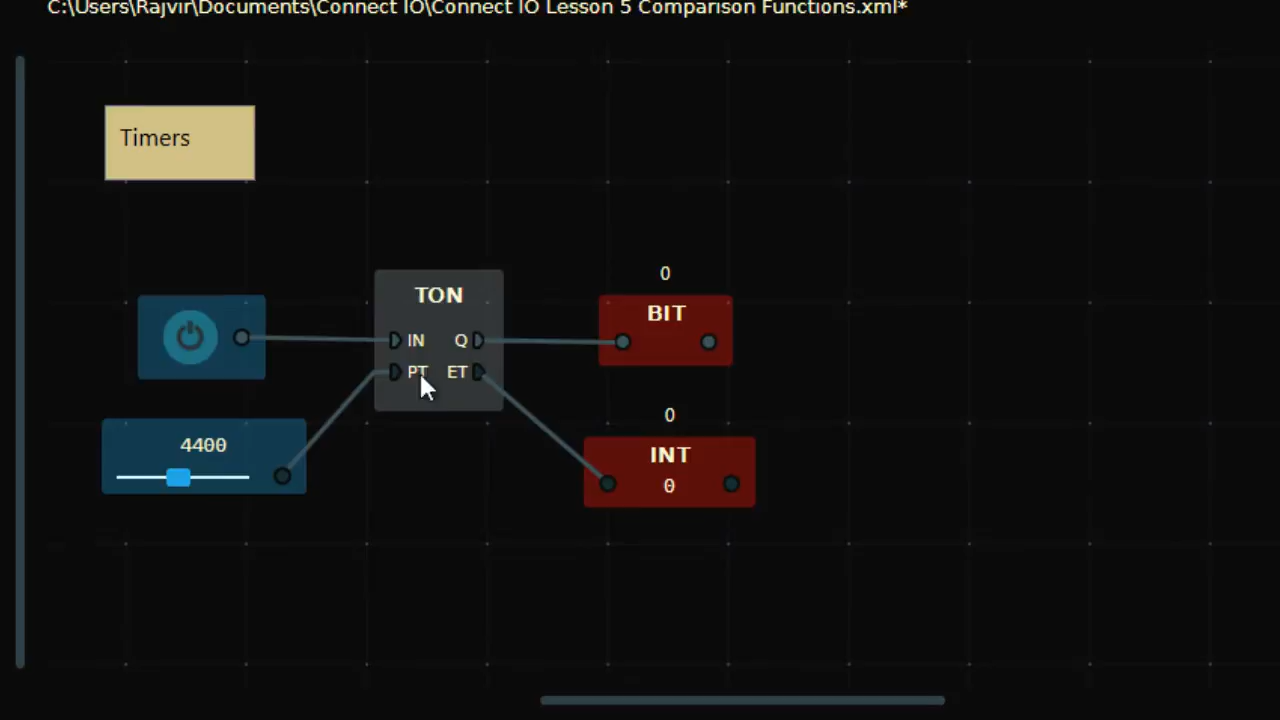 C:\Users\Rajvir\Documents\Connect IO\Connect IO Lesson 5 Comparison Functions.xml*
Timers
TON
IN Q
PT ET
4400
0
BIT
0
INT
0